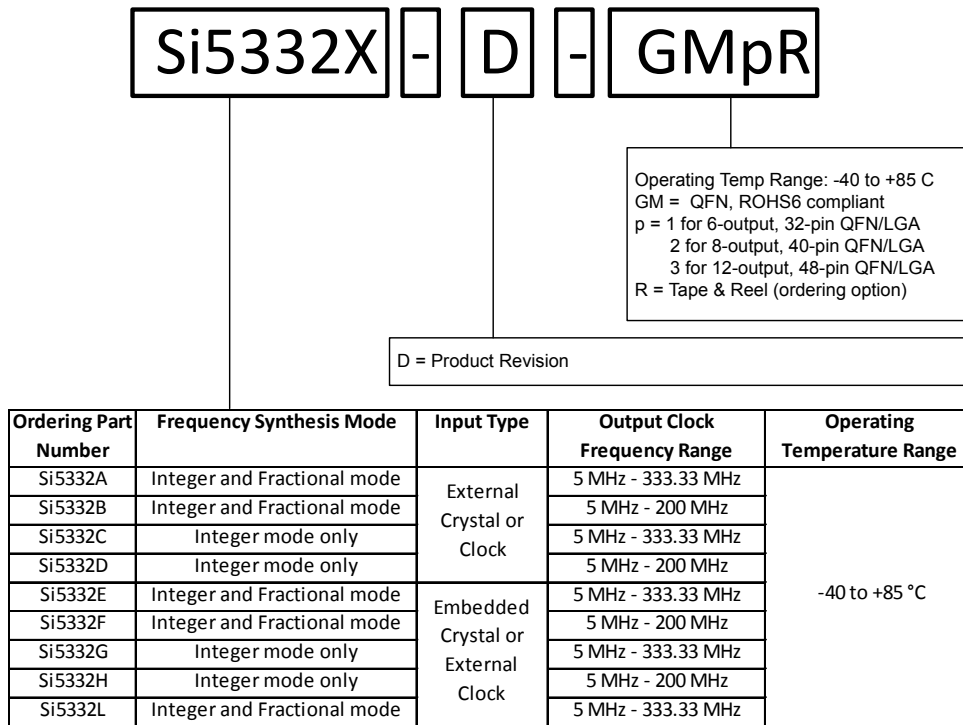 Si5332X - D - GMpR
Operating Temp Range: -40 to +85 C
GM = QFN, ROHS6 compliant
p = 1 for 6-output, 32-pin QFN/LGA
2 for 8-output, 40-pin QFN/LGA
3 for 12-output, 48-pin QFN/LGA
R = Tape & Reel (ordering option)
D = Product Revision
Ordering Part Number Frequency Synthesis Mode Input Type Output Clock Frequency Range Operating Temperature Range
Si5332A Integer and Fractional mode External Crystal or Clock 5 MHz - 333.33 MHz -40 to +85 °C
Si5332B Integer and Fractional mode 5 MHz - 200 MHz
Si5332C Integer mode only 5 MHz - 333.33 MHz
Si5332D Integer mode only 5 MHz - 200 MHz
Si5332E Integer and Fractional mode Embedded Crystal or External Clock 5 MHz - 333.33 MHz
Si5332F Integer and Fractional mode 5 MHz - 200 MHz
Si5332G Integer mode only 5 MHz - 333.33 MHz
Si5332H Integer mode only 5 MHz - 200 MHz
Si5332L Integer and Fractional mode 5 MHz - 333.33 MHz